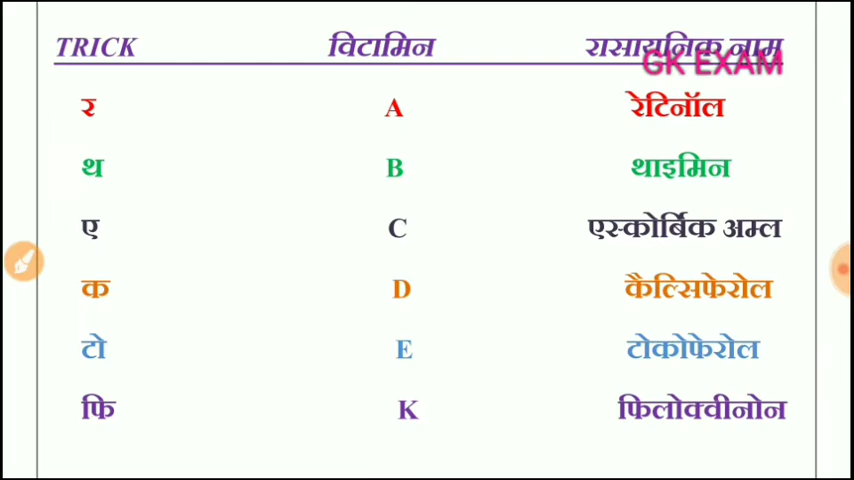 TRICK विटामिन रासायनिक नाम
GK EXAM
र A रेटिनॉल
थ B थाइमिन
ए C एस्कोर्बिक अम्ल
क D कैल्सिफेरोल
टो E टोकोफेरोल
फि K फिलोक्वीनोन